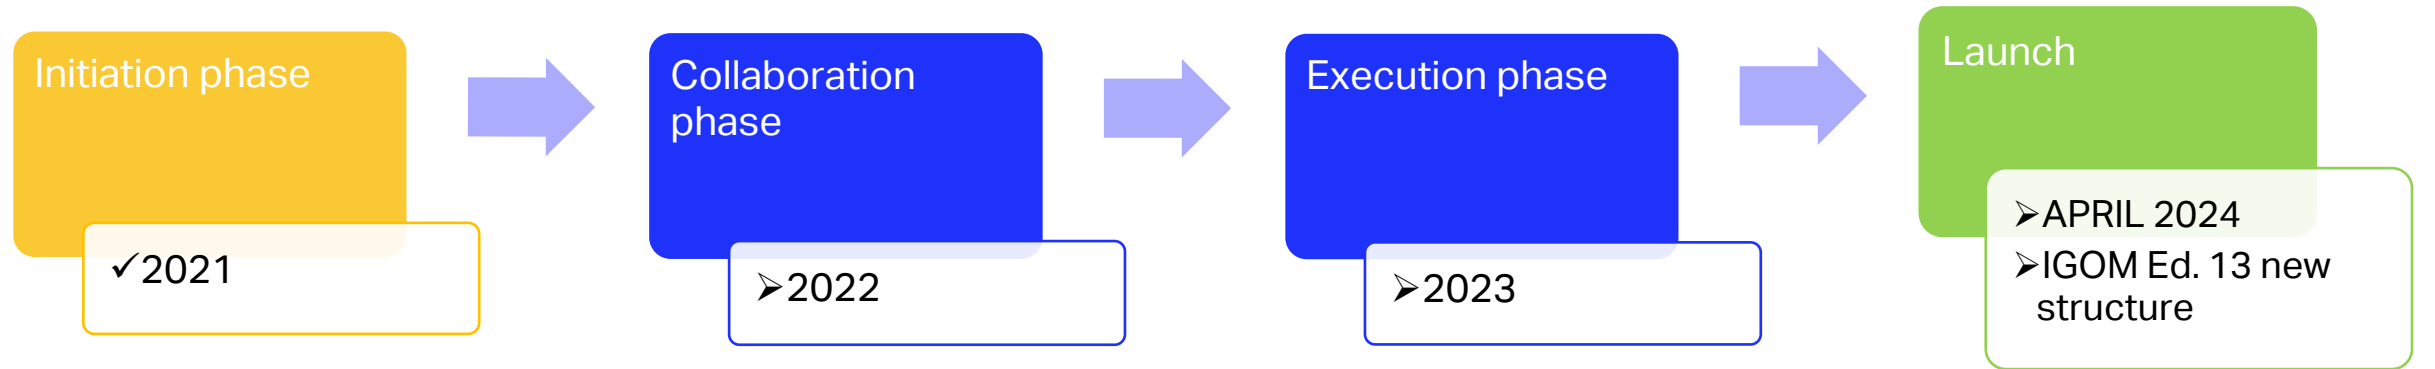 Initiation phase
✓2021
Collaboration
phase
➢2022
Execution phase
➢2023
Launch
➢APRIL 2024
➢IGOM Ed. 13 new
structure